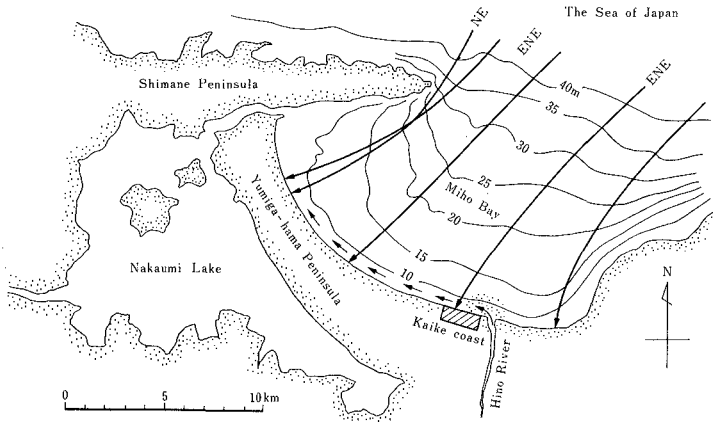 The Sea of Japan
NE
ENE
ENE
Shimane Peninsula
40m
35
30
25
Miho Bay
20
15
10
Yumiga-hama Peninsula
Nakaumi Lake
Kaike coast
Hino River
N
0 5 10km